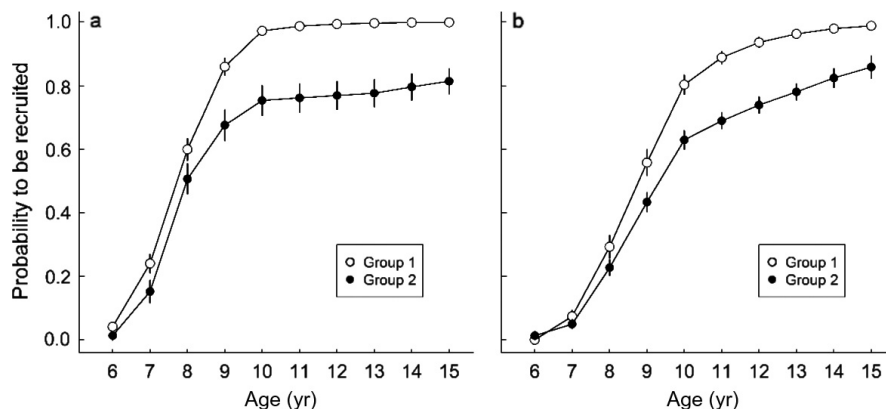 a
b
Probability to be recruited
1.0
0.8
0.6
0.4
0.2
0.0
Group 1
Group 2
Group 1
Group 2
6 7 8 9 10 11 12 13 14 15
6 7 8 9 10 11 12 13 14 15
Age (yr)
Age (yr)